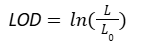 LOD = ln(L/L₀)